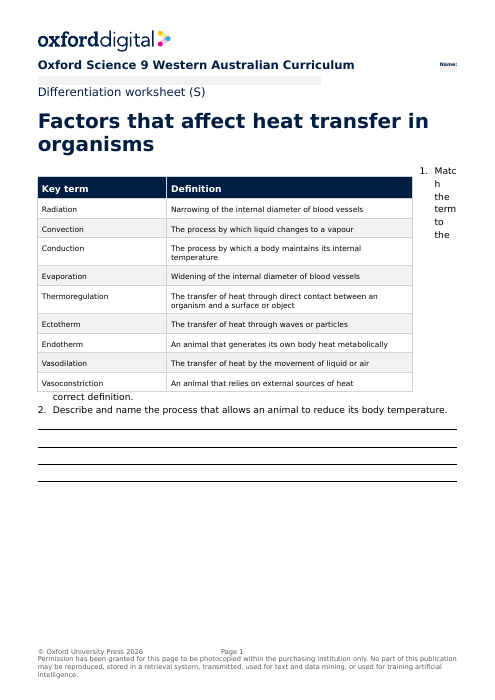 oxforddigital
Oxford Science 9 Western Australian Curriculum
Name:
Differentiation worksheet (S)
Factors that affect heat transfer in
organisms
1. Matc
h
the
term
to
the
Key term Definition
Radiation Narrowing of the internal diameter of blood vessels
Convection The process by which liquid changes to a vapour
Conduction The process by which a body maintains its internal
temperature
Evaporation Widening of the internal diameter of blood vessels
Thermoregulation The transfer of heat through direct contact between an
organism and a surface or object
Ectotherm The transfer of heat through waves or particles
Endotherm An animal that generates its own body heat metabolically
Vasodilation The transfer of heat by the movement of liquid or air
Vasoconstriction An animal that relies on external sources of heat
correct definition.
2. Describe and name the process that allows an animal to reduce its body temperature.
© Oxford University Press 2026 Page 1
Permission has been granted for this page to be photocopied within the purchasing institution only. No part of this publication
may be reproduced, stored in a retrieval system, transmitted, used for text and data mining, or used for training artificial
intelligence.